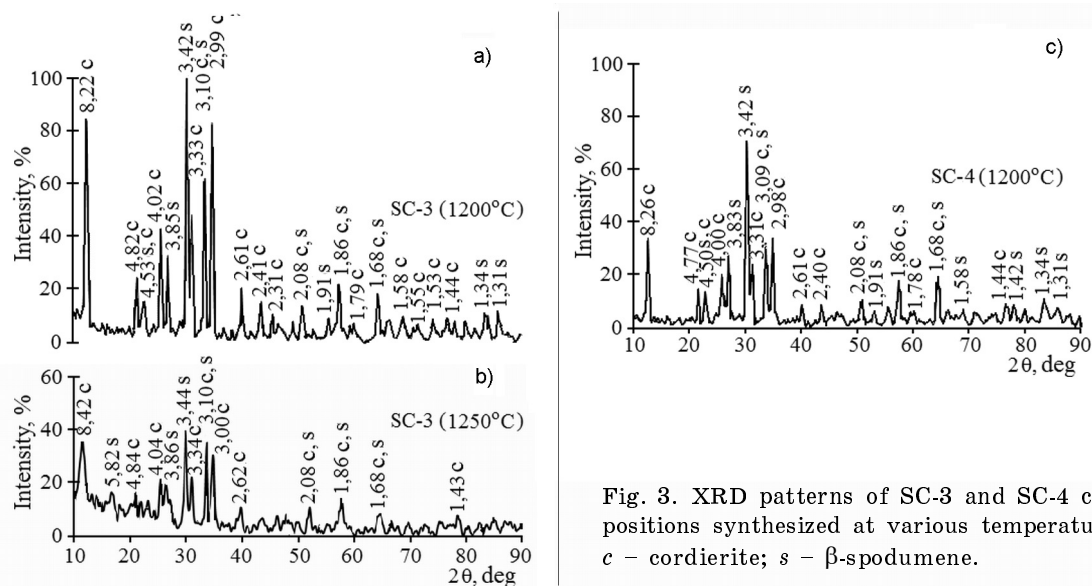 a)
Intensity, %
100
80
60
40
20
0
8,22 c
4,82 c
4,53 s, c
4,02 c
3,85 s
3,42 s
3,33 c
3,10 c, s
2,99 c
2,61 c
2,41 c
2,31 c
2,08 c, s
1,91 s
1,86 c, s
1,79 c
1,68 c, s
1,58 c
1,55 c
1,53 c
1,44 c
1,34 s
1,31 s
SC-3 (1200°C)
10 20 30 40 50 60 70 80 90
b)
Intensity, %
60
40
20
0
8,42 c
5,82 s
4,84 c
4,04 c
3,86 s
3,44 s
3,34 c
3,10 c, s
3,00 c
2,62 c
2,08 c, s
1,86 c, s
1,68 c, s
1,43 c
SC-3 (1250°C)
10 20 30 40 50 60 70 80 90
2θ, deg
c)
Intensity, %
100
80
60
40
20
0
8,26 c
4,77 c
4,50 s, c
4,00 c
3,83 s
3,42 s
3,31 c
3,09 c, s
2,98 c
2,61 c
2,40 c
2,08 c, s
1,91 s
1,86 c, s
1,78 c
1,68 c, s
1,58 s
1,44 c
1,42 s
1,34 s
1,31 s
SC-4 (1200°C)
10 20 30 40 50 60 70 80 90
2θ, deg
Fig. 3. XRD patterns of SC-3 and SC-4 c
positions synthesized at various temperatu
c – cordierite; s – β-spodumene.